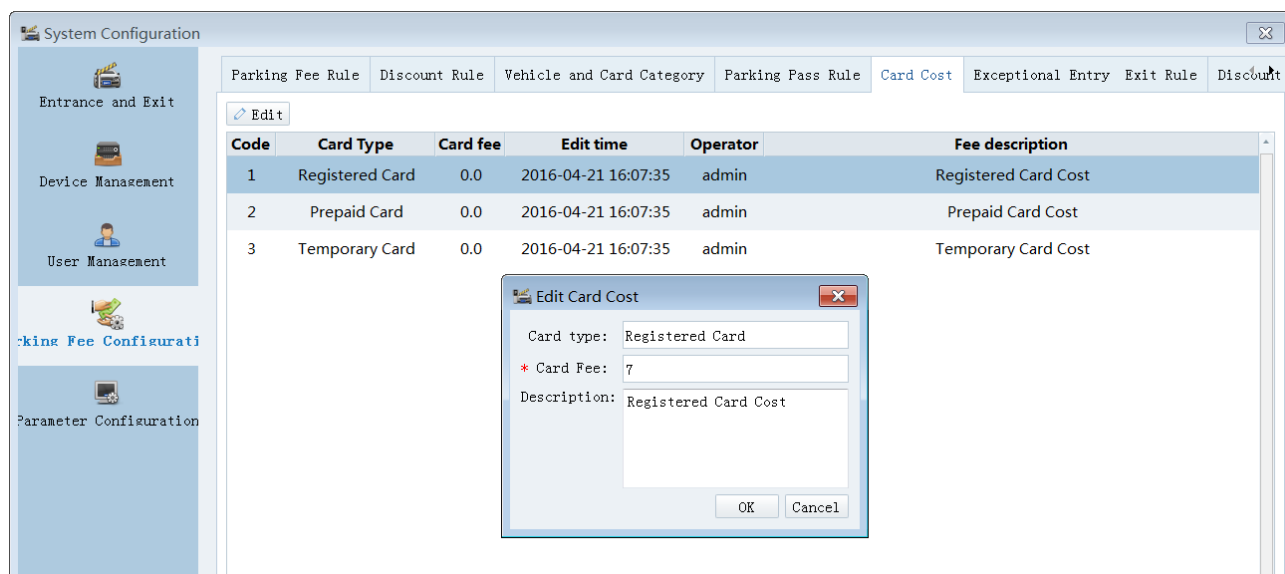 System Configuration
Entrance and Exit
Device Management
User Management
rking Fee Configurati
Parameter Configuration
Parking Fee Rule Discount Rule Vehicle and Card Category Parking Pass Rule Card Cost Exceptional Entry Exit Rule Discount
Edit
Code Card Type Card fee Edit time Operator Fee description
1 Registered Card 0.0 2016-04-21 16:07:35 admin Registered Card Cost
2 Prepaid Card 0.0 2016-04-21 16:07:35 admin Prepaid Card Cost
3 Temporary Card 0.0 2016-04-21 16:07:35 admin Temporary Card Cost
Edit Card Cost
Card type: Registered Card
* Card Fee: 7
Description: Registered Card Cost
OK Cancel